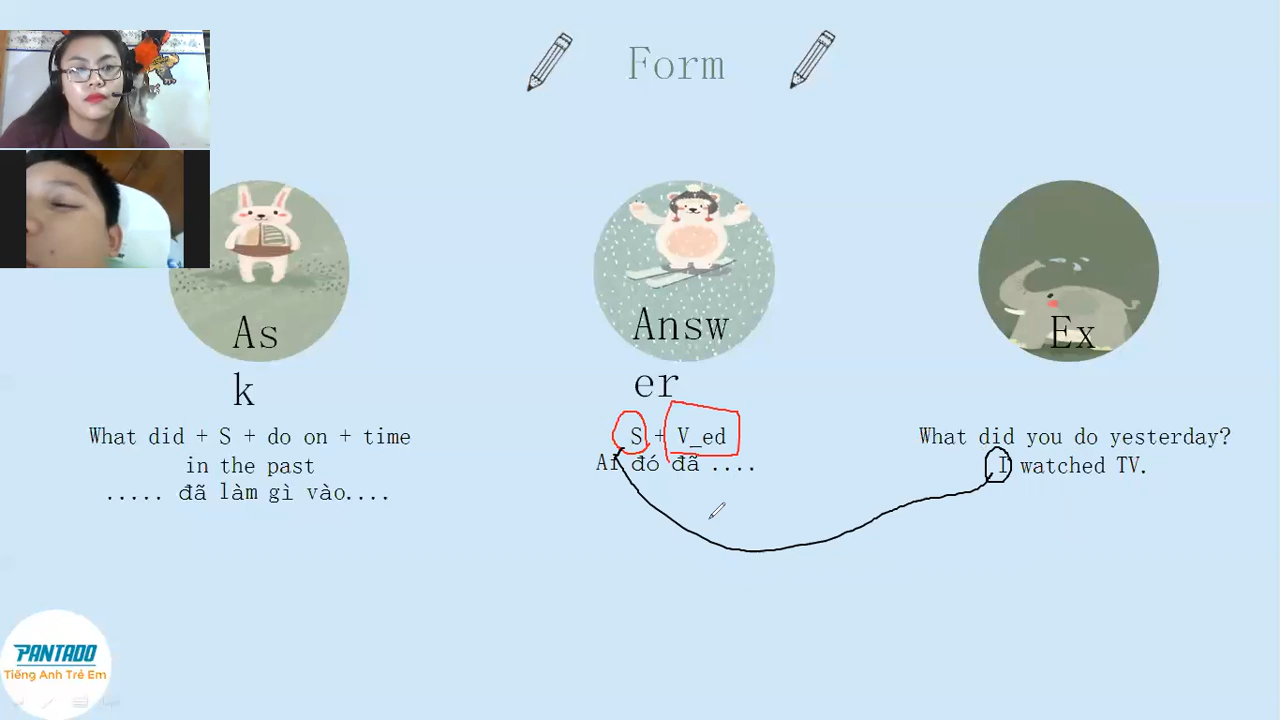 Form
As
k
What did + S + do on + time
in the past
..... đã làm gì vào....
Answ
er
S + V_ed
Ai đó đã ....
Ex
What did you do yesterday?
I watched TV.
PANTADO
Tiếng Anh Trẻ Em